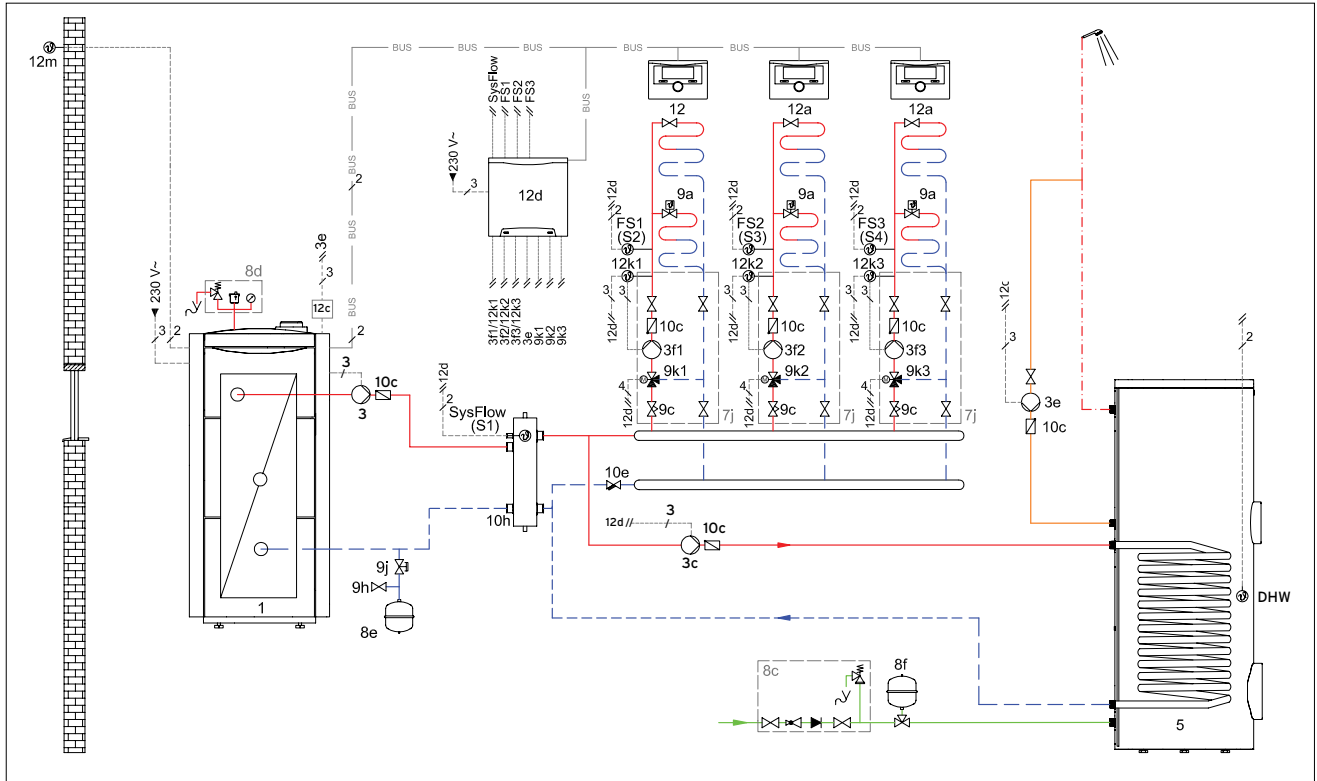 BUS BUS BUS BUS BUS BUS
12m
BUS
BUS
BUS
BUS
2
SysFlow
FS1
FS2
FS3
230 V~
3
12d
3f1/12k1
3f2/12k2
3f3/12k3
3e
9k1
9k2
9k3
12
12a
12a
9a
9a
9a
12d
2
FS1
(S2)
12k1
12d
2
FS2
(S3)
12k2
12d
2
FS3
(S4)
12k3
3
3
12d
10c
3f1
4
9k1
12d
9c
7j
3
3
12d
10c
3f2
4
9k2
12d
9c
7j
3
3
12d
10c
3f3
4
9k3
12d
9c
7j
230 V~
3
2
8d
3e
3
12c
2
3
3
10c
12d
2
SysFlow
(S1)
10h
10e
12d
3
3c
10c
12c
3
3e
10c
2
DHW
9j
9h
8e
1
8c
8f
5